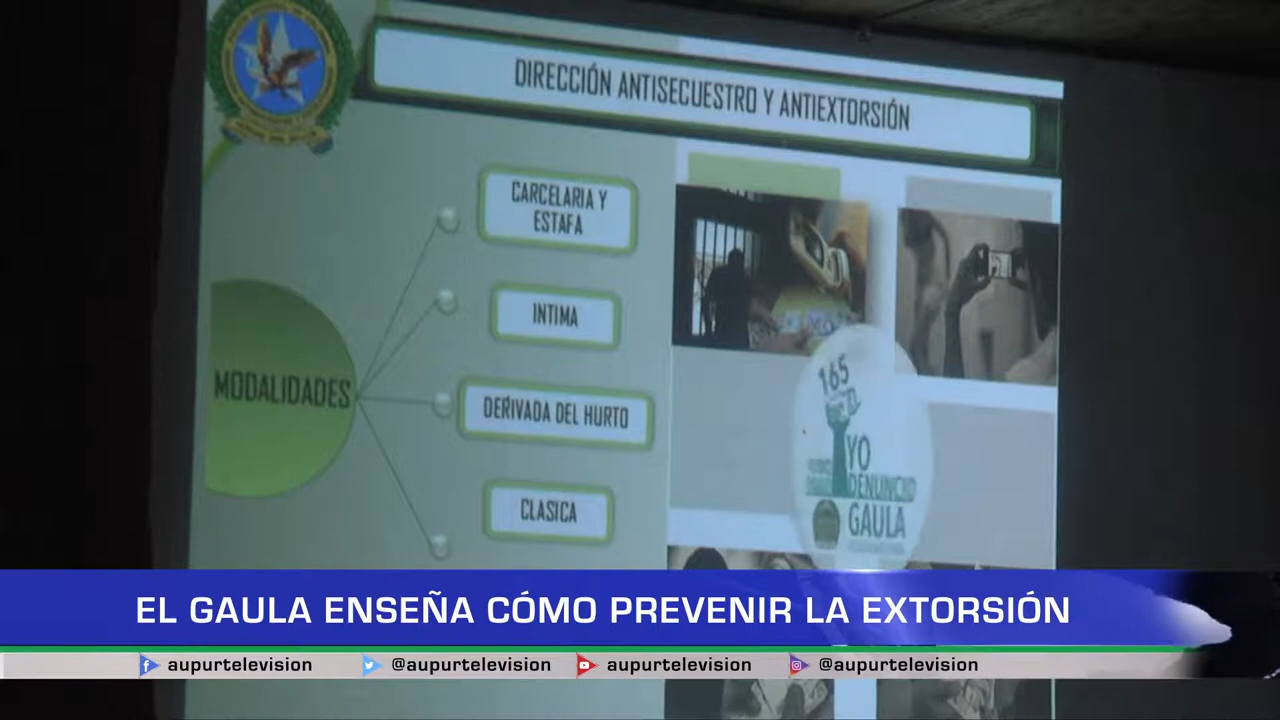 DIRECCIÓN ANTISECUESTRO Y ANTIEXTORSIÓN
CARCELARIA Y
ESTAFA
INTIMA
MODALIDADES
DERIVADA DEL HURTO
CLASICA
165
YO
DENUNCIO
GAULA
EL GAULA ENSEÑA CÓMO PREVENIR LA EXTORSIÓN
aupurtelevision @aupurtelevision aupurtelevision @aupurtelevision